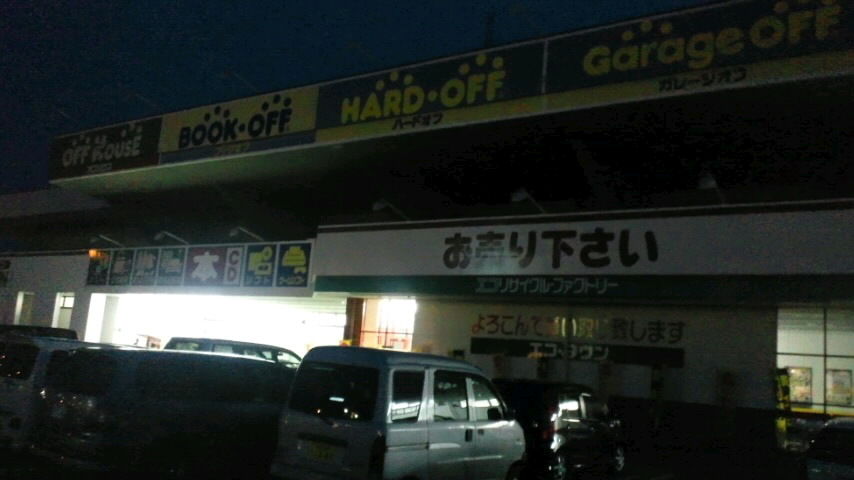 OFF HOUSE
BOOK・OFF
HARD・OFF
ハードオフ
Garage OFF
ガレージオフ
本
CD
お売り下さい
エコリサイクル・ファクトリー
よろこんで買い取り致します
エコタウン